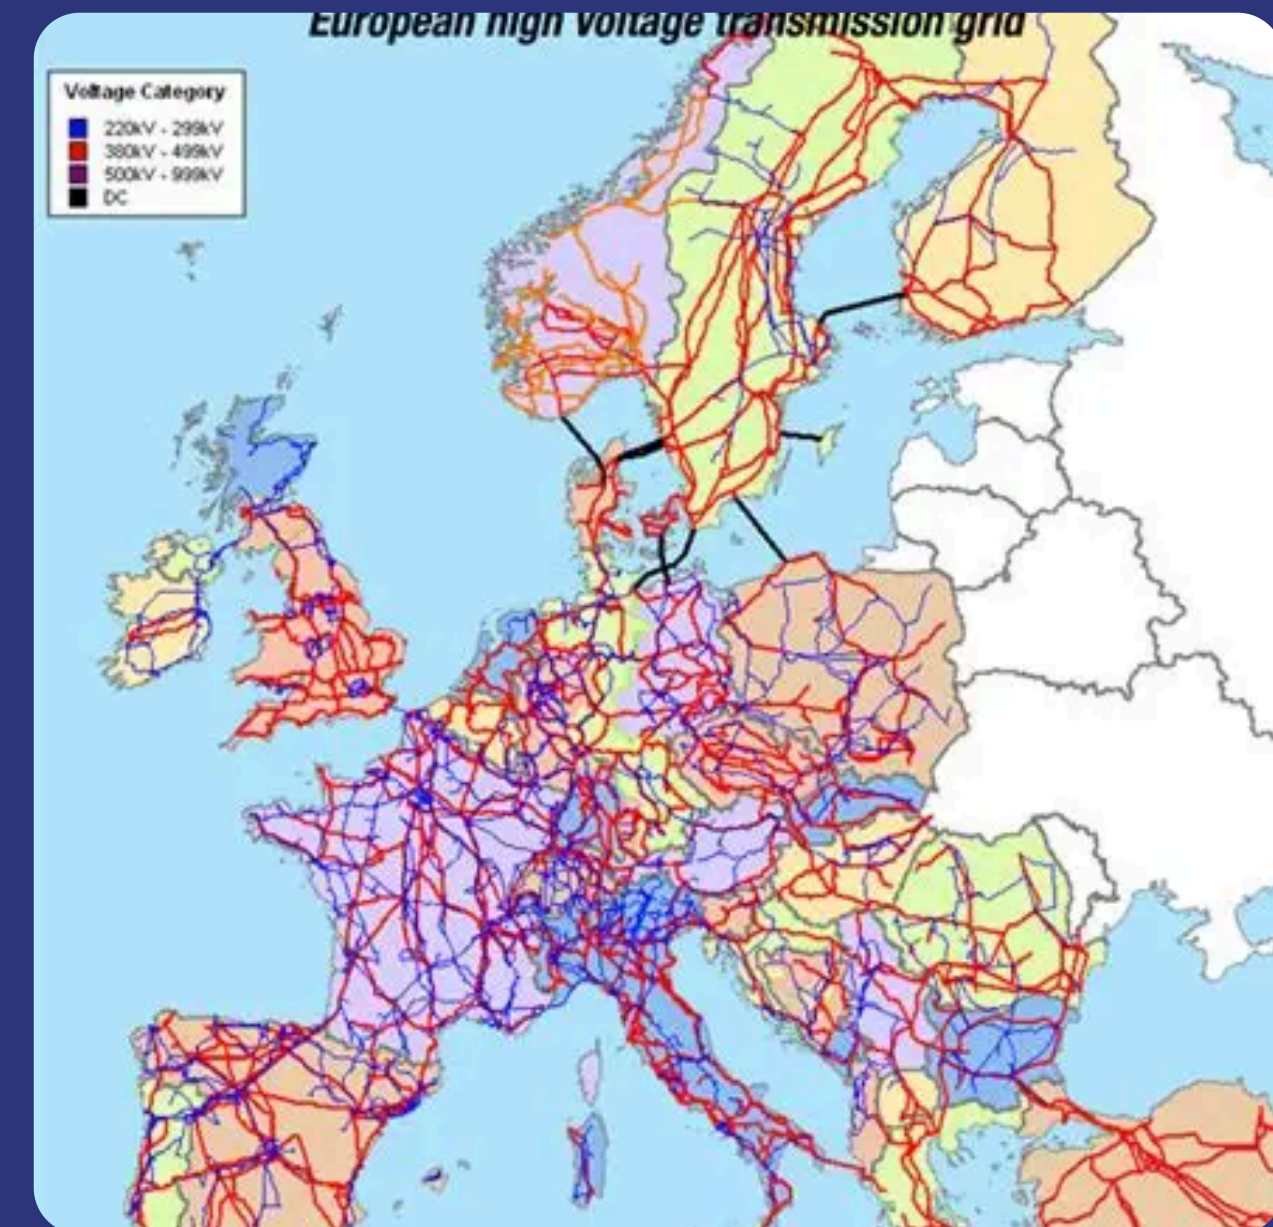 European high voltage transmission grid
Voltage Category
220kV - 299kV
380kV - 499kV
500kV - 999kV
DC